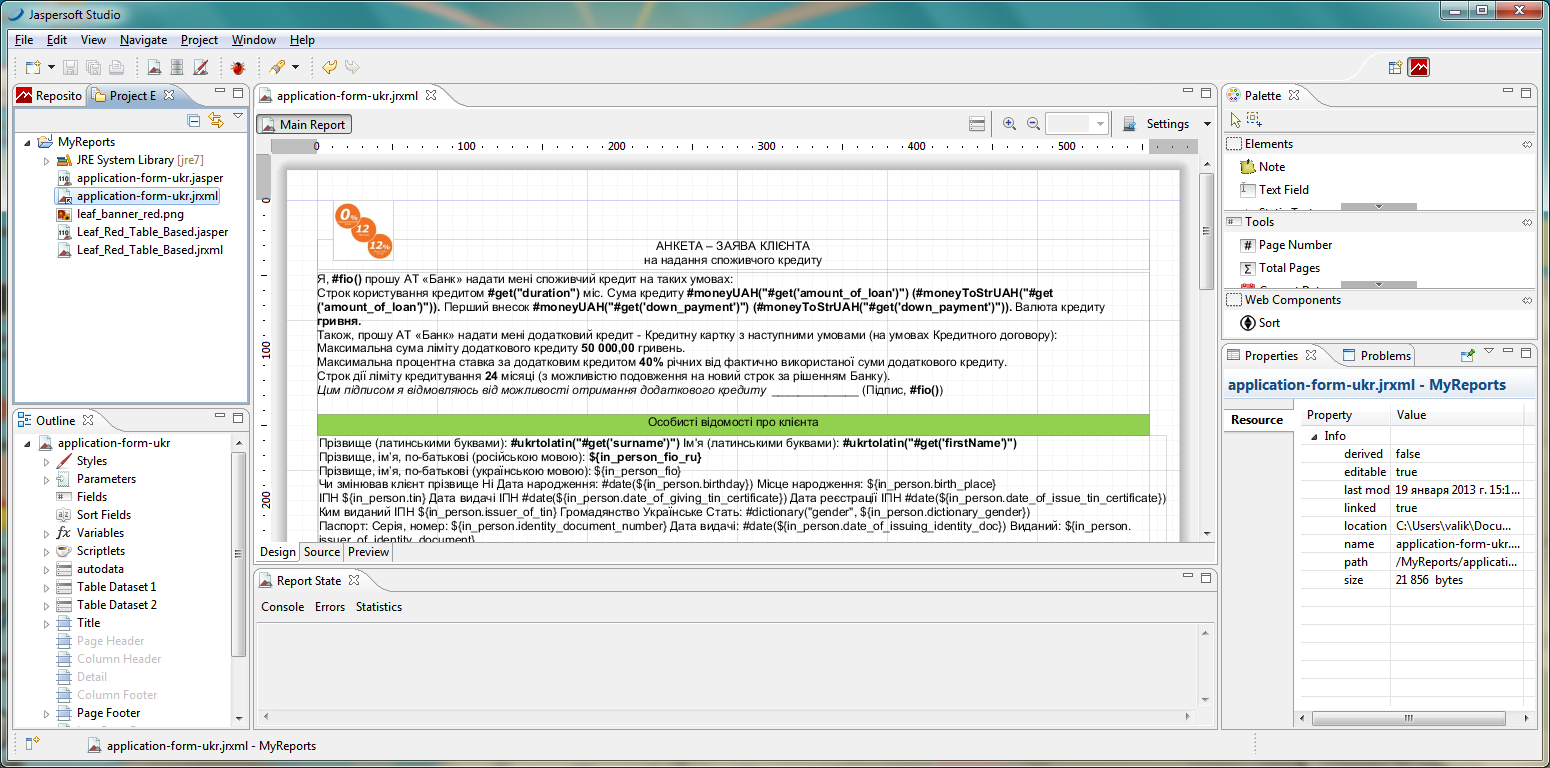 Jaspersoft Studio
File Edit View Navigate Project Window Help
Reposito
Project E
MyReports
JRE System Library [jre7]
application-form-ukr.jasper
application-form-ukr.jrxml
leaf_banner_red.png
Leaf_Red_Table_Based.jasper
Leaf_Red_Table_Based.jrxml
Outline
application-form-ukr
Styles
Parameters
Fields
Sort Fields
Variables
Scriptlets
autodata
Table Dataset 1
Table Dataset 2
Title
Page Header
Column Header
Detail
Column Footer
Page Footer
application-form-ukr.jrxml
Main Report
Settings
0 100 200 300 400 500
0
100
200
0%
12
12%
АНКЕТА – ЗАЯВА КЛІЄНТА
на надання споживчого кредиту
Я, #fio() прошу АТ «Банк» надати мені споживчий кредит на таких умовах:
Строк користування кредитом #get("duration") міс. Сума кредиту #moneyUAH("#get('amount_of_loan')") (#moneyToStrUAH("#get
('amount_of_loan')")). Перший внесок #moneyUAH("#get('down_payment')") (#moneyToStrUAH("#get('down_payment')")). Валюта кредиту
гривня.
Також, прошу АТ «Банк» надати мені додатковий кредит - Кредитну картку з наступними умовами (на умовах Кредитного договору):
Максимальна сума ліміту додаткового кредиту 50 000,00 гривень.
Максимальна процентна ставка за додатковим кредитом 40% річних від фактично використаної суми додаткового кредиту.
Строк дії ліміту кредитування 24 місяці (з можливістю подовження на новий строк за рішенням Банку).
Цим підписом я відмовляюсь від можливості отримання додаткового кредиту ______________ (Підпис, #fio())
Особисті відомості про клієнта
Прізвище (латинськими буквами): #ukrtolatin("#get('surname')") Ім'я (латинськими буквами): #ukrtolatin("#get('firstName')")
Прізвище, ім'я, по-батькові (російською мовою): ${in_person_fio_ru}
Прізвище, ім'я, по-батькові (українською мовою): ${in_person_fio}
Чи змінював клієнт прізвище Ні Дата народження: #date(${in_person.birthday}) Місце народження: ${in_person.birth_place}
ІПН ${in_person.tin} Дата видачі ІПН #date(${in_person.date_of_giving_tin_certificate}) Дата реєстрації ІПН #date(${in_person.date_of_issue_tin_certificate})
Ким виданий ІПН ${in_person.issuer_of_tin} Громадянство Українське Стать: #dictionary("gender", ${in_person.dictionary_gender})
Паспорт: Серія, номер: ${in_person.identity_document_number} Дата видачі: #date(${in_person.date_of_issuing_identity_doc}) Виданий: ${in_person.
issuer_of_identity_document}
Design Source Preview
Report State
Console Errors Statistics
Palette
Elements
Note
Text Field
Tools
Page Number
Total Pages
Web Components
Sort
Properties
Problems
application-form-ukr.jrxml - MyReports
Resource
Property Value
Info
derived false
editable true
last mod 19 января 2013 г. 15:1...
linked true
location C:\Users\valik\Docu...
name application-form-ukr....
path /MyReports/applicati...
size 21 856 bytes
application-form-ukr.jrxml - MyReports